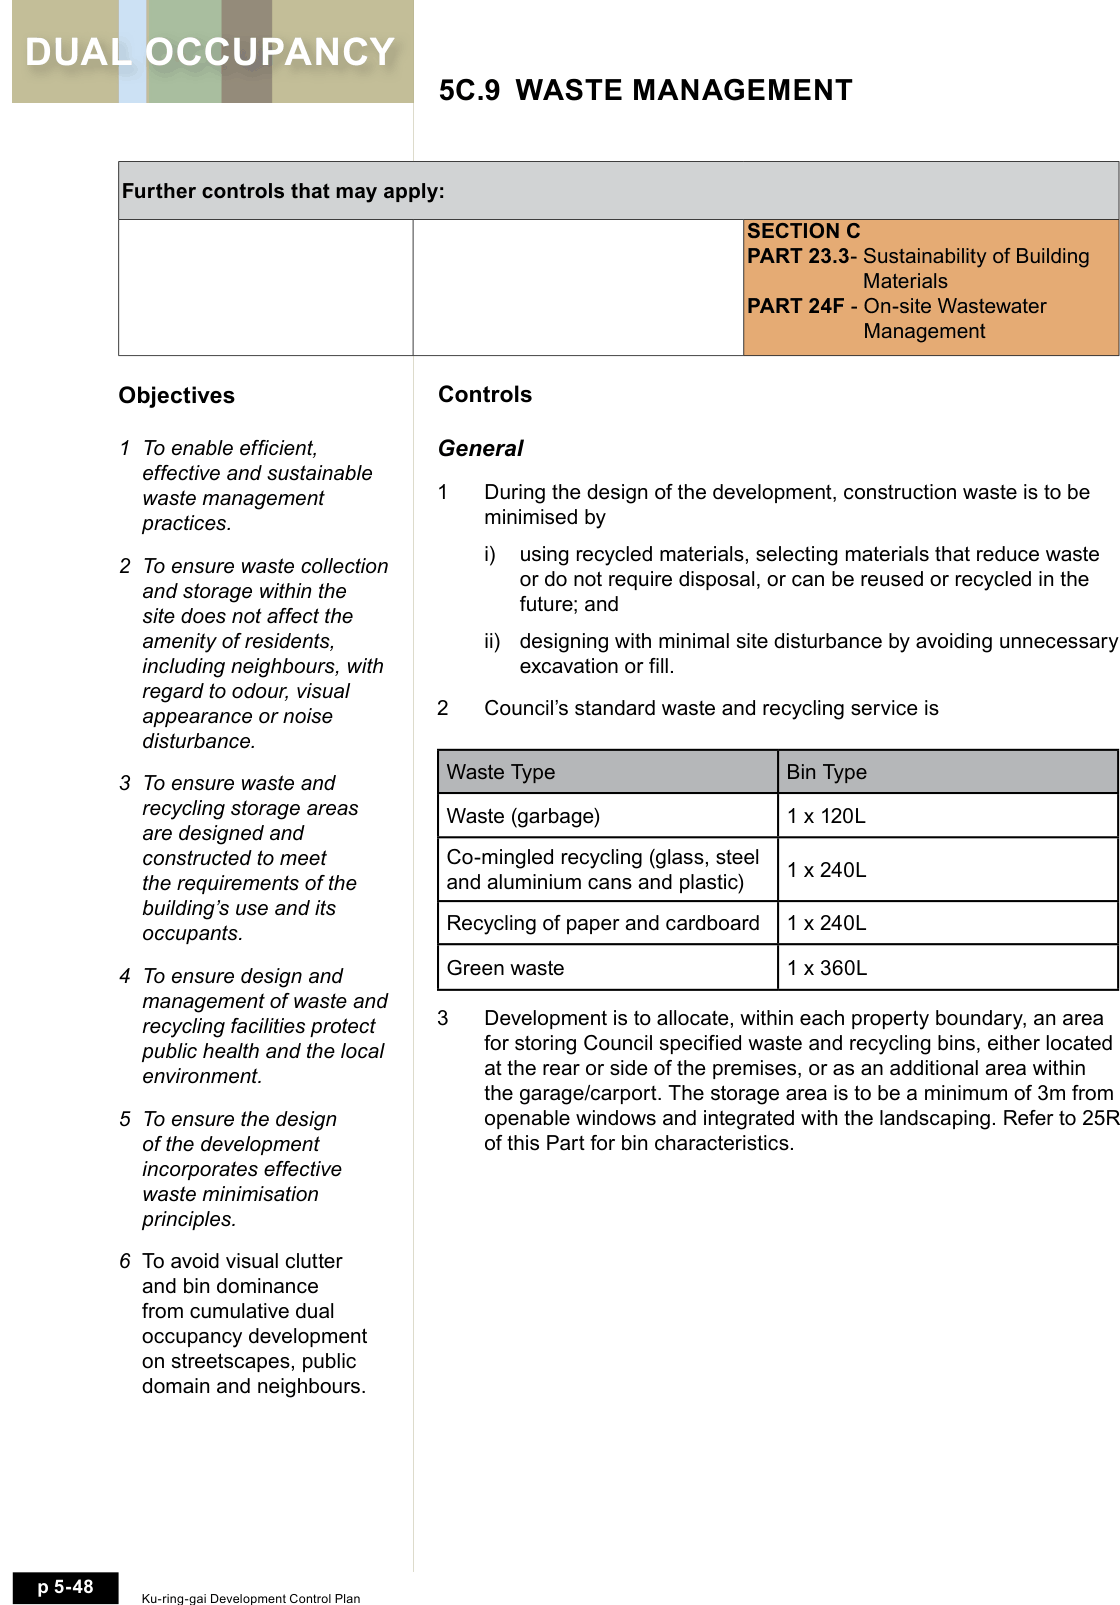 DUAL OCCUPANCY
5C.9 WASTE MANAGEMENT
Further controls that may apply:
SECTION C
PART 23.3- Sustainability of Building
Materials
PART 24F - On-site Wastewater
Management
Objectives
1 To enable efficient,
effective and sustainable
waste management
practices.
2 To ensure waste collection
and storage within the
site does not affect the
amenity of residents,
including neighbours, with
regard to odour, visual
appearance or noise
disturbance.
3 To ensure waste and
recycling storage areas
are designed and
constructed to meet
the requirements of the
building’s use and its
occupants.
4 To ensure design and
management of waste and
recycling facilities protect
public health and the local
environment.
5 To ensure the design
of the development
incorporates effective
waste minimisation
principles.
6 To avoid visual clutter
and bin dominance
from cumulative dual
occupancy development
on streetscapes, public
domain and neighbours.
Controls
General
1 During the design of the development, construction waste is to be
minimised by
i) using recycled materials, selecting materials that reduce waste
or do not require disposal, or can be reused or recycled in the
future; and
ii) designing with minimal site disturbance by avoiding unnecessary
excavation or fill.
2 Council’s standard waste and recycling service is
Waste Type Bin Type
Waste (garbage) 1 x 120L
Co-mingled recycling (glass, steel
and aluminium cans and plastic) 1 x 240L
Recycling of paper and cardboard 1 x 240L
Green waste 1 x 360L
3 Development is to allocate, within each property boundary, an area
for storing Council specified waste and recycling bins, either located
at the rear or side of the premises, or as an additional area within
the garage/carport. The storage area is to be a minimum of 3m from
openable windows and integrated with the landscaping. Refer to 25R
of this Part for bin characteristics.
p 5-48
Ku-ring-gai Development Control Plan